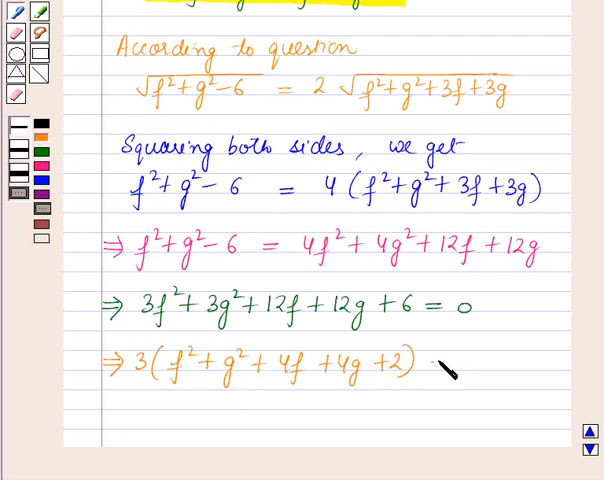 According to question
√f²+g²-6 = 2 √f²+g²+3f+3g
Squaring both sides, we get
f²+g²-6 = 4 (f²+g²+3f+3g)
⇒ f²+g²-6 = 4f²+4g²+12f+12g
⇒ 3f²+3g²+12f+12g+6=0
⇒ 3(f²+g²+4f+4g+2)